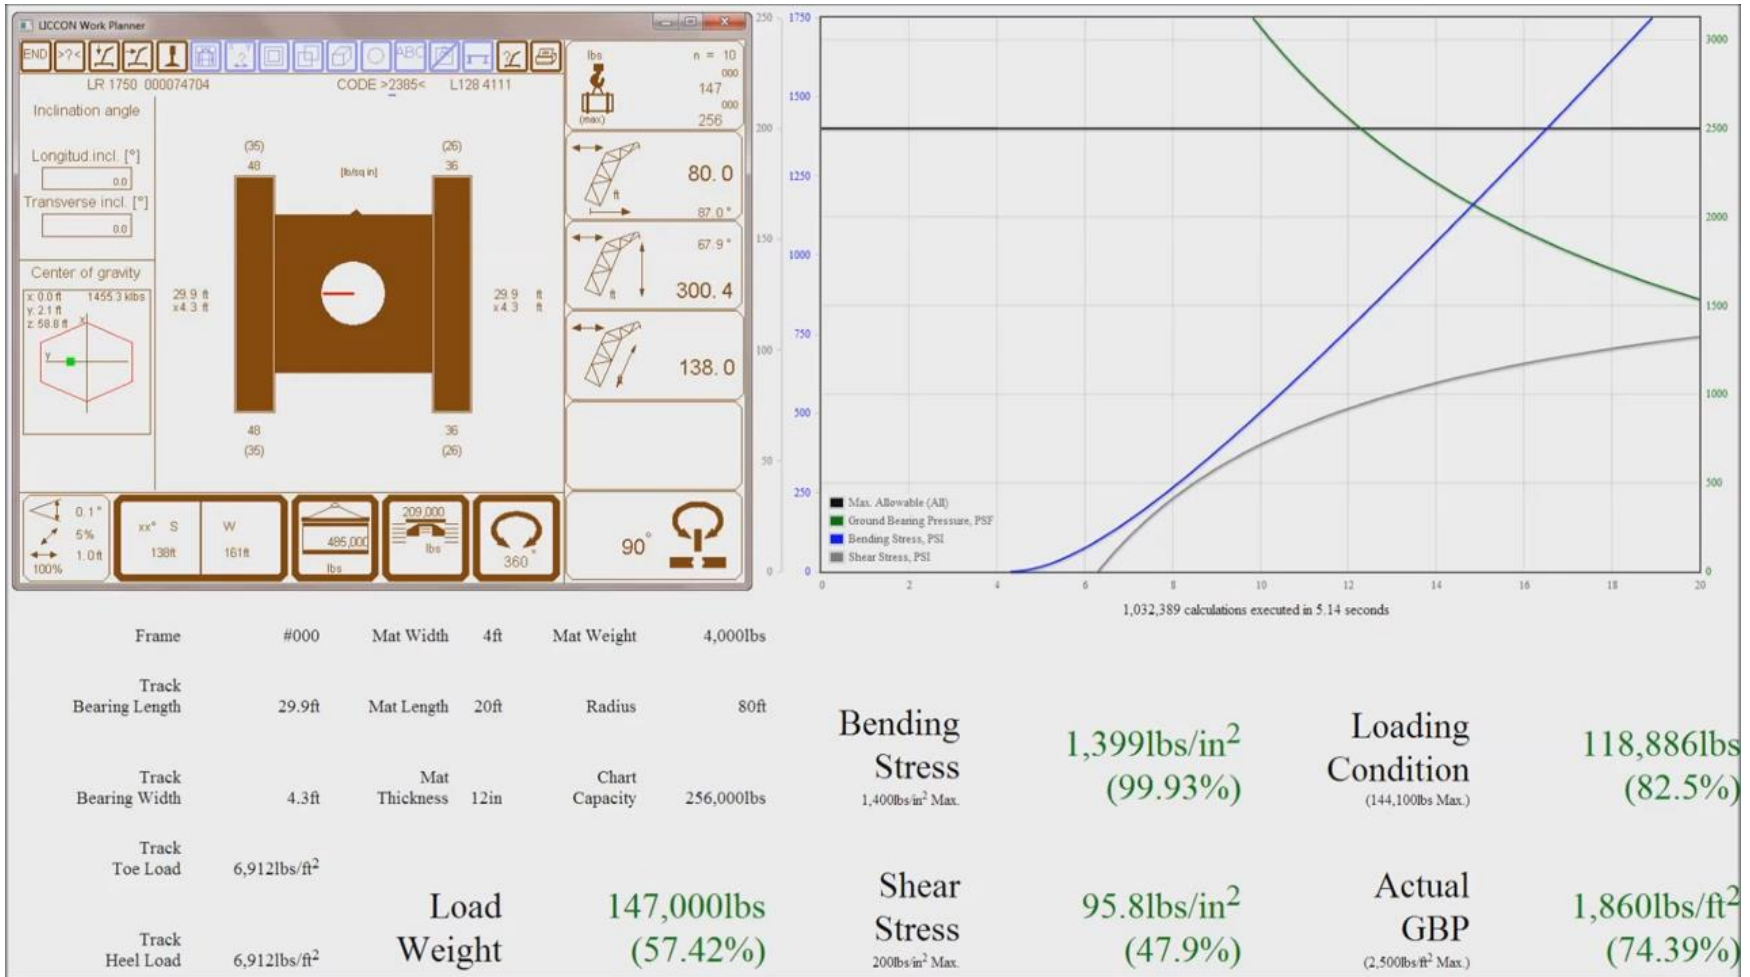 LICCON Work Planner
END >?< ABC
LR 1750 000074704 CODE >2385< L128 4111
Inclination angle
Longitud.incl. [°]
0.0
Transverse incl. [°]
0.0
Center of gravity
x: 0.0 ft 1455.3 klbs
y: 2.1 ft
z: 58.8 ft
x
y
(35) (26)
48 36
[lb/sq in]
29.9 ft 29.9 ft
x4.3 ft x4.3 ft
48 36
(35) (26)
lbs n = 10
000
147
000
(max) 256
80.0
ft
87.0°
67.9°
ft 300.4
138.0
0.1°
5%
1.0ft
100%
xx° S W
138ft 161ft
485,000
lbs
209,000
lbs
360°
90°
250 200 150 100 50 0
1750 1500 1250 1000 750 500 250 0
3000 2500 2000 1500 1000 500 0
Max. Allowable (All)
Ground Bearing Pressure, PSF
Bending Stress, PSI
Shear Stress, PSI
0 2 4 6 8 10 12 14 16 18 20
1,032,389 calculations executed in 5.14 seconds
Frame #000 Mat Width 4ft Mat Weight 4,000lbs
Track
Bearing Length 29.9ft Mat Length 20ft Radius 80ft
Track Mat Chart
Bearing Width 4.3ft Thickness 12in Capacity 256,000lbs
Track
Toe Load 6,912lbs/ft²
Track
Heel Load 6,912lbs/ft²
Load
Weight
147,000lbs
(57.42%)
Bending
Stress
1,400lbs/in² Max.
1,399lbs/in²
(99.93%)
Loading
Condition
(144,100lbs Max.)
118,886lbs
(82.5%)
Shear
Stress
200lbs/in² Max.
95.8lbs/in²
(47.9%)
Actual
GBP
(2,500lbs/ft² Max.)
1,860lbs/ft²
(74.39%)